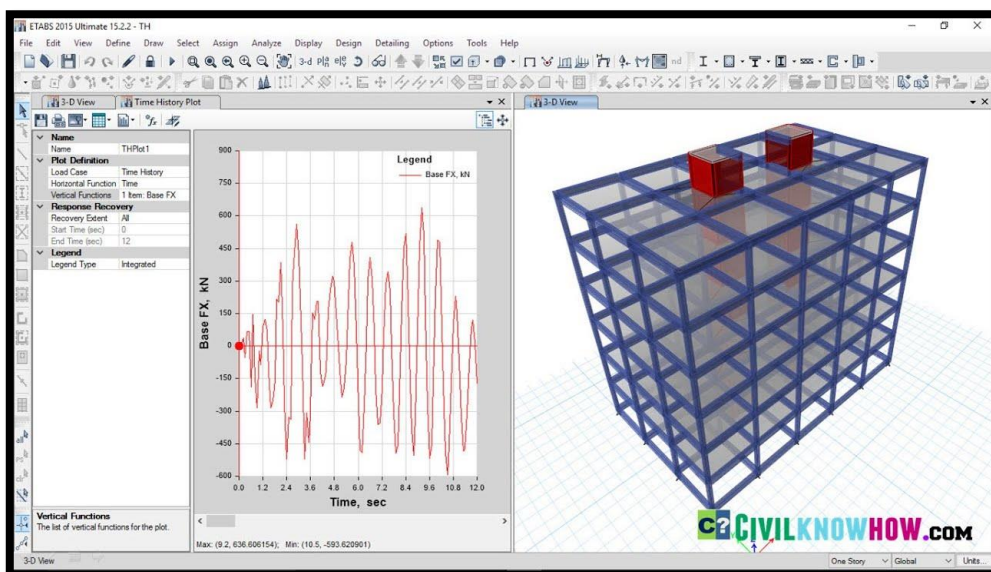 ETABS 2015 Ultimate 15.2.2 - TH
File Edit View Define Draw Select Assign Analyze Display Design Detailing Options Tools Help
3-d
nd
3-D View
Time History Plot
3-D View
Name
Name THPlot1
Plot Definition
Load Case Time History
Horizontal Function Time
Vertical Functions 1 Item: Base FX
Response Recovery
Recovery Extent All
Start Time (sec) 0
End Time (sec) 12
Legend
Legend Type Integrated
Vertical Functions
The list of vertical functions for the plot.
Legend
Base FX, kN
900
750
600
450
300
150
0
-150
-300
-450
-600
Base FX, kN
0.0 1.2 2.4 3.6 4.8 6.0 7.2 8.4 9.6 10.8 12.0
Time, sec
Max: (9.2, 636.606154); Min: (10.5, -593.620901)
C? CIVILKNOWHOW.COM
3-D View
One Story Global Units...